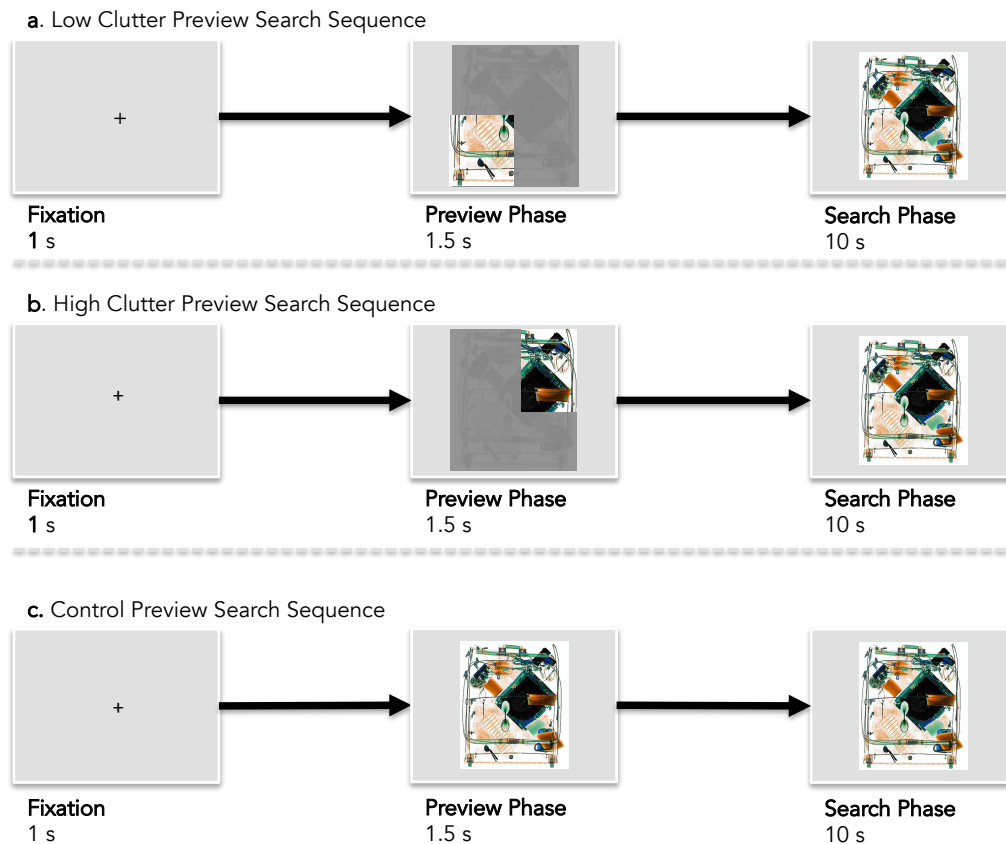 a. Low Clutter Preview Search Sequence
+
Fixation
1 s
Preview Phase
1.5 s
Search Phase
10 s
b. High Clutter Preview Search Sequence
+
Fixation
1 s
Preview Phase
1.5 s
Search Phase
10 s
c. Control Preview Search Sequence
+
Fixation
1 s
Preview Phase
1.5 s
Search Phase
10 s